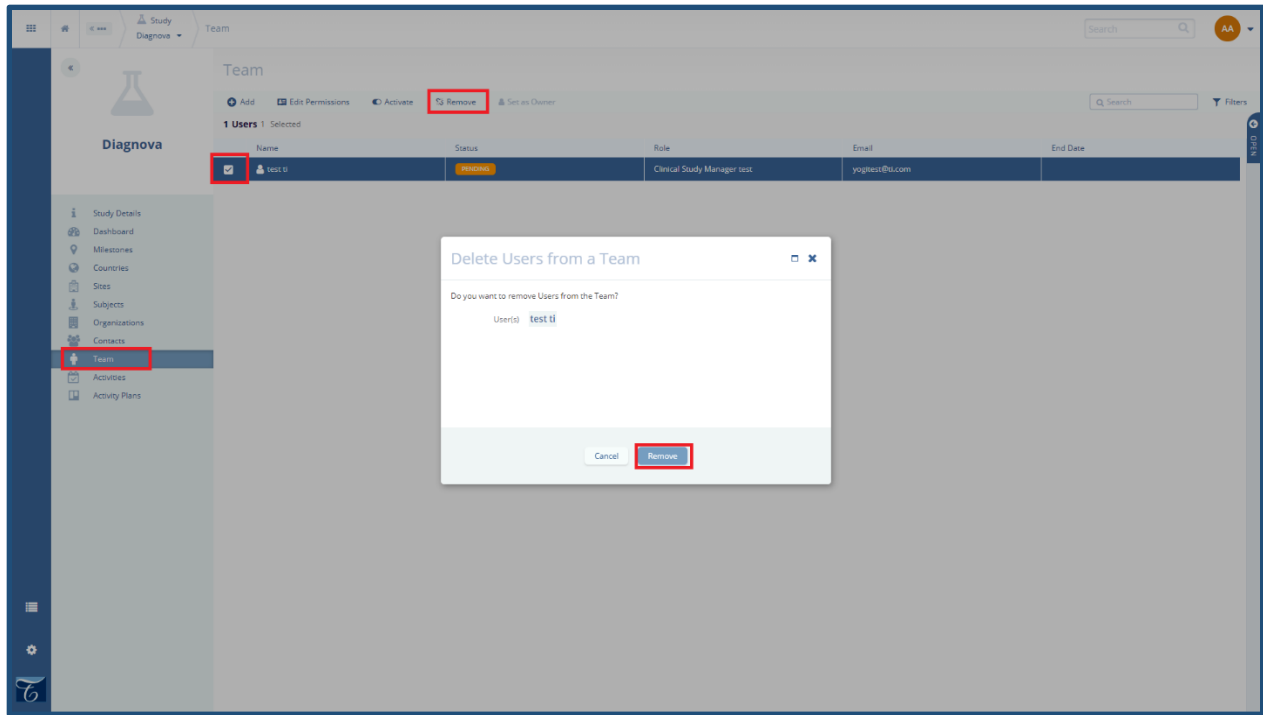 Study
Diagnova
Team
Search
AA
Team
Add Edit Permissions Activate Remove Set as Owner
Search
Filters
1 Users 1 Selected
OPEN
Diagnova
Name Status Role Email End Date
test ti PENDING Clinical Study Manager test yogitest@ti.com
Study Details
Dashboard
Milestones
Countries
Sites
Subjects
Organizations
Contacts
Team
Activities
Activity Plans
Delete Users from a Team
Do you want to remove Users from the Team?
User(s) test ti
Cancel Remove